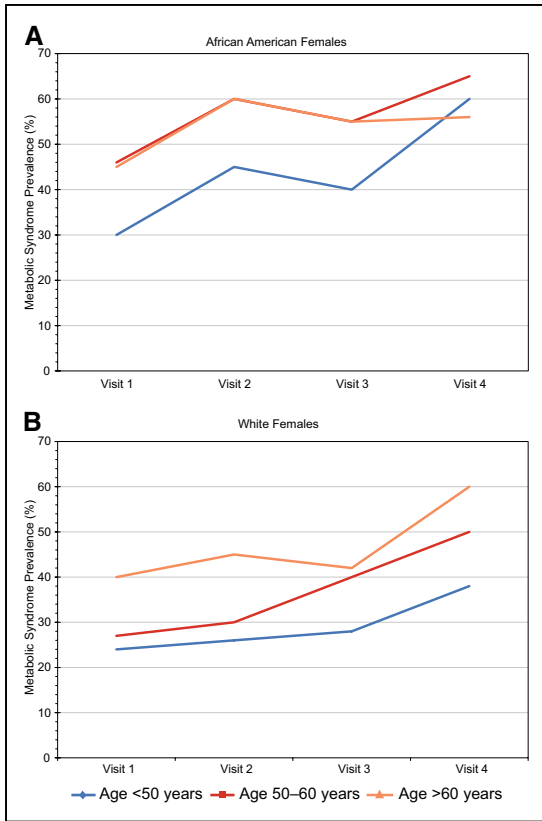 A
African American Females
Metabolic Syndrome Prevalence (%)
70
60
50
40
30
20
10
0
Visit 1 Visit 2 Visit 3 Visit 4
B
White Females
Metabolic Syndrome Prevalence (%)
70
60
50
40
30
20
10
0
Visit 1 Visit 2 Visit 3 Visit 4
Age <50 years Age 50–60 years Age >60 years